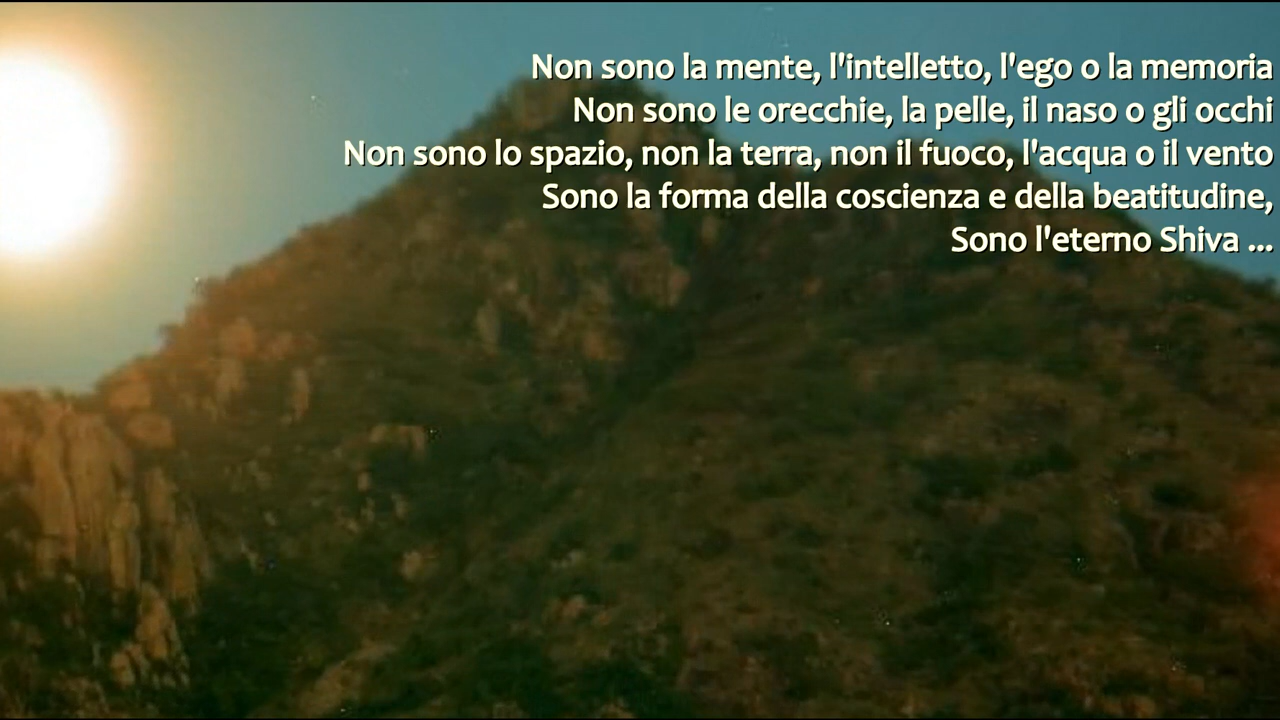 Non sono la mente, l'intelletto, l'ego o la memoria
Non sono le orecchie, la pelle, il naso o gli occhi
Non sono lo spazio, non la terra, non il fuoco, l'acqua o il vento
Sono la forma della coscienza e della beatitudine,
Sono l'eterno Shiva ...